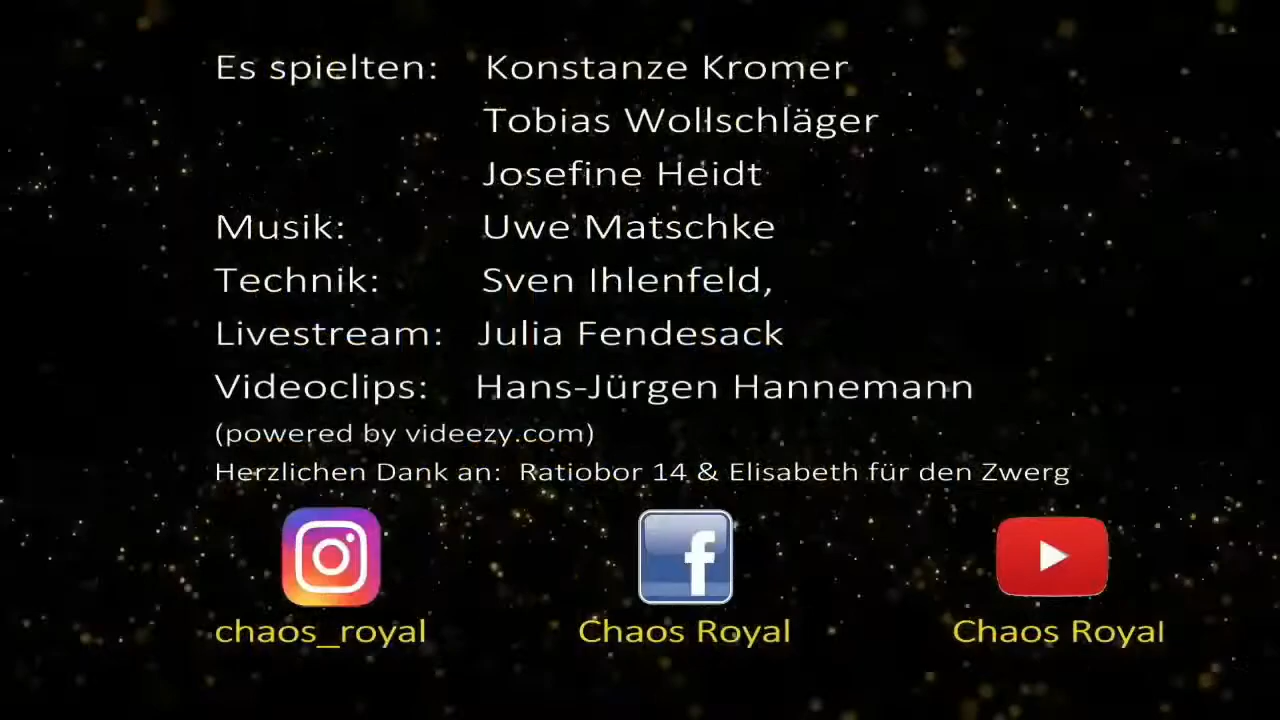 Es spielten: Konstanze Kromer
Tobias Wollschläger
Josefine Heidt
Musik: Uwe Matschke
Technik: Sven Ihlenfeld,
Livestream: Julia Fendesack
Videoclips: Hans-Jürgen Hannemann
(powered by videezy.com)
Herzlichen Dank an: Ratiobor 14 & Elisabeth für den Zwerg
chaos_royal Chaos Royal Chaos Royal